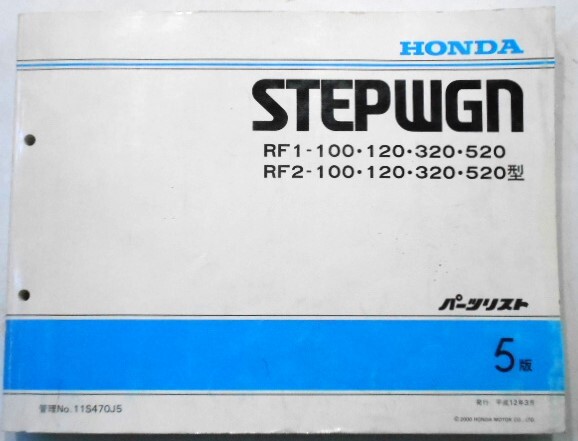 HONDA
STEPWGN
RF1-100・120・320・520
RF2-100・120・320・520型
パーツリスト
5版
発行 平成12年3月
管理No.11S470J5
©2000 HONDA MOTOR CO., LTD.